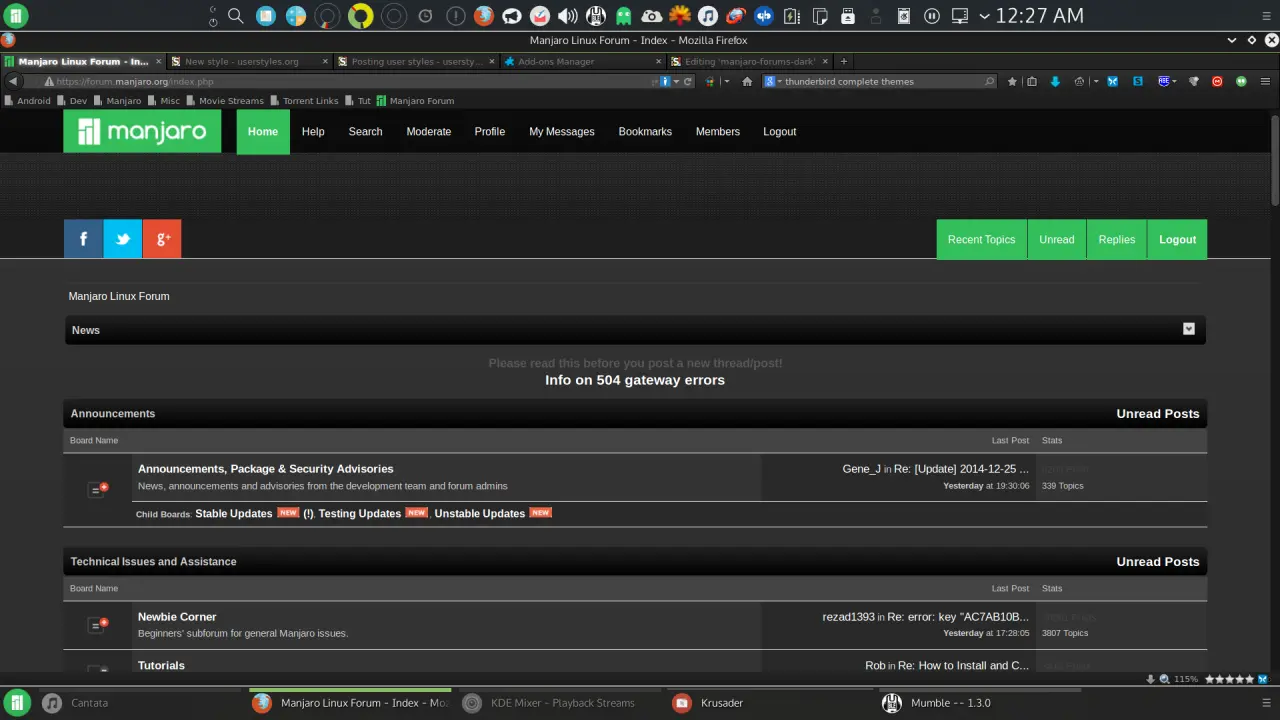 12:27 AM
Manjaro Linux Forum - Index - Mozilla Firefox
Manjaro Linux Forum - In...
New style - userstyles.org
Posting user styles - usersty...
Add-ons Manager
Editing 'manjaro-forums-dark'
https://forum.manjaro.org/index.php
thunderbird complete themes
Android Dev Manjaro Misc Movie Streams Torrent Links Tut Manjaro Forum
manjaro Home Help Search Moderate Profile My Messages Bookmarks Members Logout
f g+ Recent Topics Unread Replies Logout
Manjaro Linux Forum
News
Please read this before you post a new thread/post!
Info on 504 gateway errors
Announcements Unread Posts
Board Name Last Post Stats
Announcements, Package & Security Advisories Gene_J in Re: [Update] 2014-12-25 ...
News, announcements and advisories from the development team and forum admins Yesterday at 19:30:06 339 Topics
Child Boards: Stable Updates NEW (!), Testing Updates NEW, Unstable Updates NEW
Technical Issues and Assistance Unread Posts
Board Name Last Post Stats
Newbie Corner rezad1393 in Re: error: key "AC7AB10B...
Beginners' subforum for general Manjaro issues. Yesterday at 17:28:05 3807 Topics
Tutorials Rob in Re: How to Install and C...
115%
Cantata Manjaro Linux Forum - Index - Mo KDE Mixer - Playback Streams Krusader Mumble -- 1.3.0